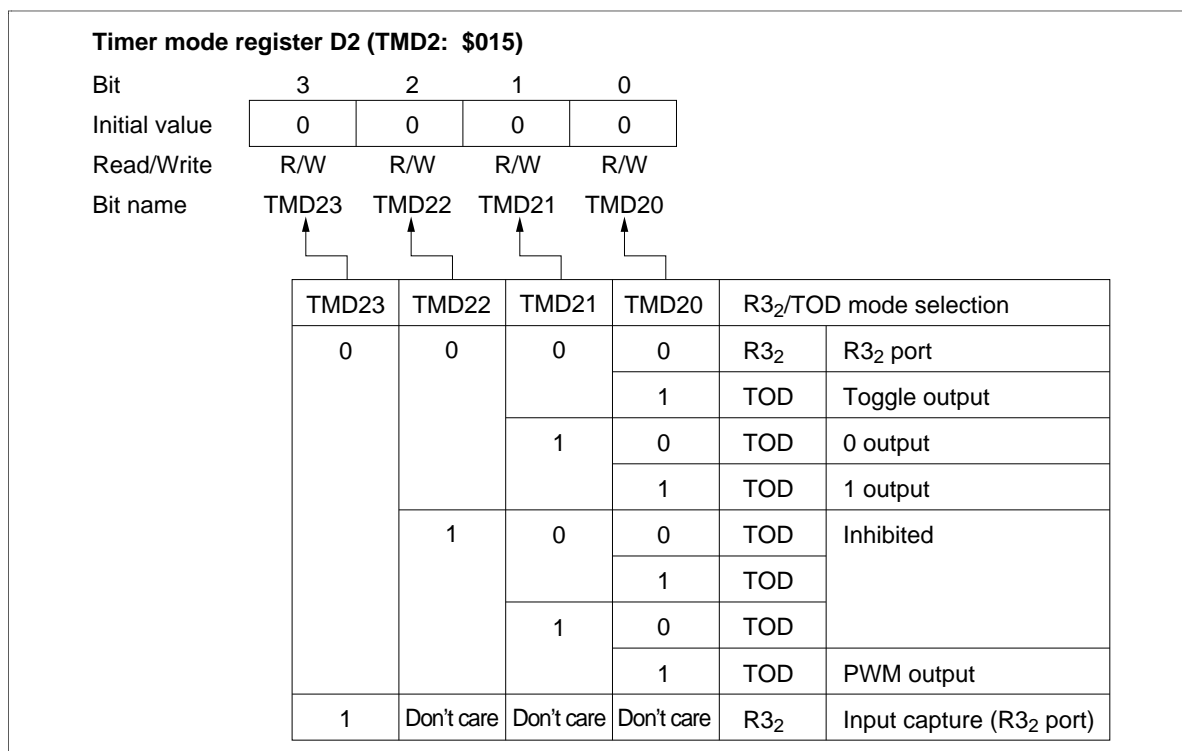 Timer mode register D2 (TMD2: $015)
Bit 3 2 1 0
Initial value 0 0 0 0
Read/Write R/W R/W R/W R/W
Bit name TMD23 TMD22 TMD21 TMD20
TMD23 TMD22 TMD21 TMD20 R3₂/TOD mode selection
0 0 0 0 R3₂ R3₂ port
1 TOD Toggle output
1 0 TOD 0 output
1 TOD 1 output
1 0 0 TOD Inhibited
1 TOD
1 0 TOD
1 TOD PWM output
1 Don't care Don't care Don't care R3₂ Input capture (R3₂ port)